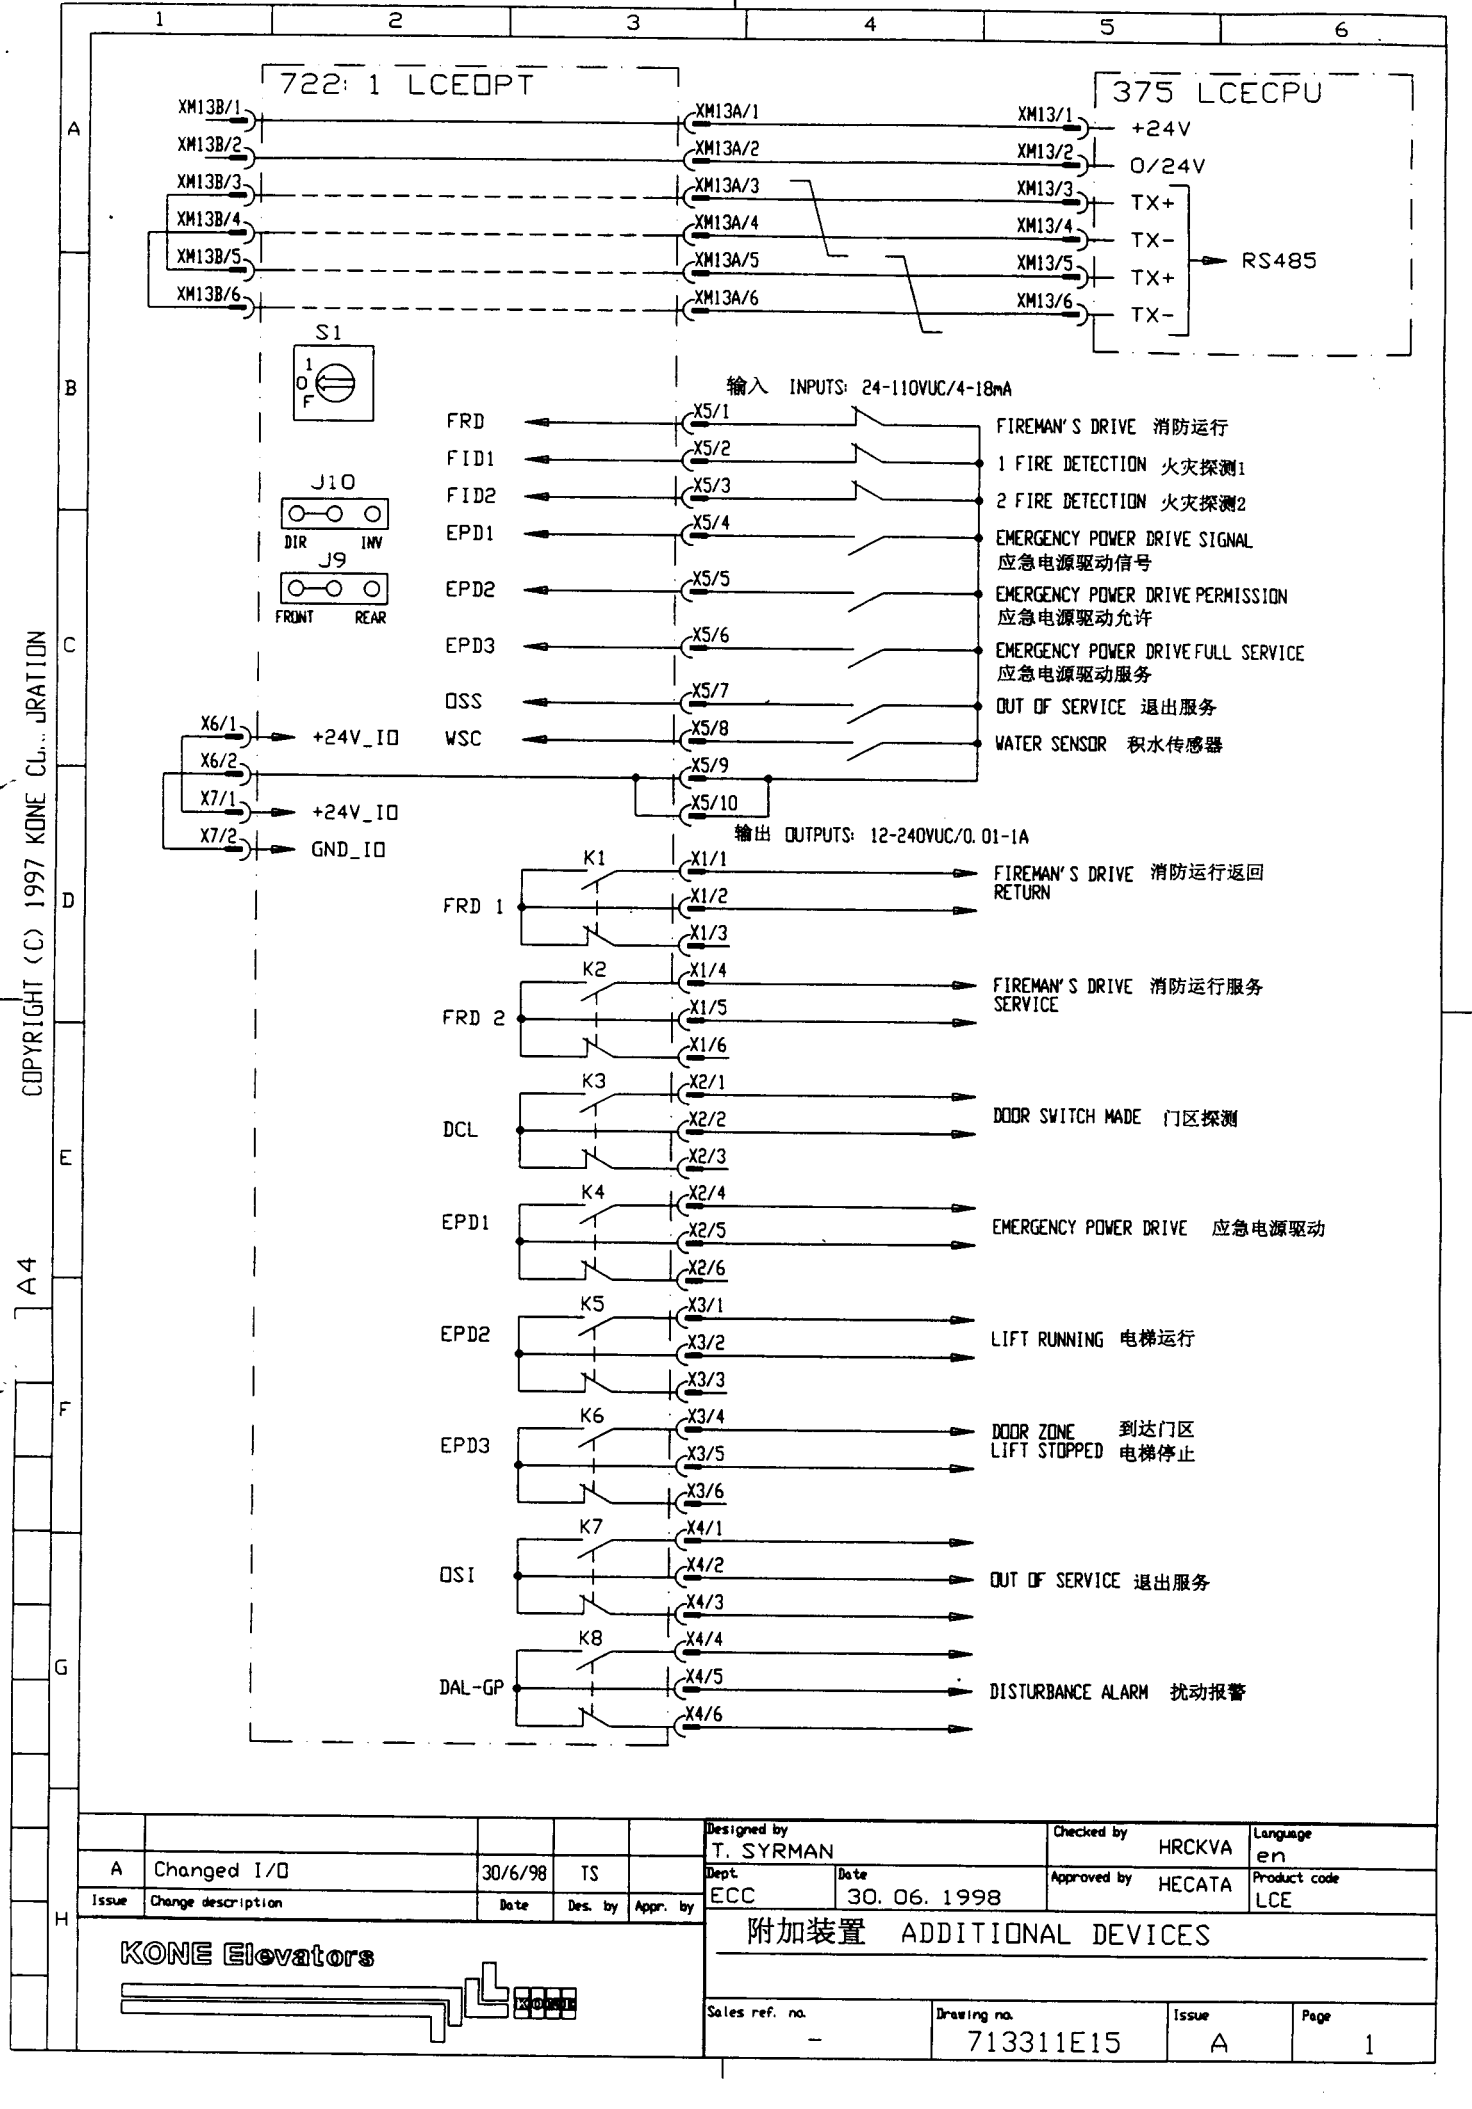 1 2 3 4 5 6
722: 1 LCEOPT
375 LCECPU
A
XM13B/1 XM13A/1 XM13/1 +24V
XM13B/2 XM13A/2 XM13/2 0/24V
XM13B/3 XM13A/3 XM13/3 TX+
XM13B/4 XM13A/4 XM13/4 TX-
XM13B/5 XM13A/5 XM13/5 TX+
RS485
XM13B/6 XM13A/6 XM13/6 TX-
S1
1
0
F
B
输入 INPUTS: 24-110VUC/4-18mA
FRD X5/1 FIREMAN'S DRIVE 消防运行
FID1 X5/2 1 FIRE DETECTION 火灾探测1
J10
FID2 X5/3 2 FIRE DETECTION 火灾探测2
DIR INV
EPD1 X5/4 EMERGENCY POWER DRIVE SIGNAL
应急电源驱动信号
J9
FRONT REAR
EPD2 X5/5 EMERGENCY POWER DRIVE PERMISSION
应急电源驱动允许
C
EPD3 X5/6 EMERGENCY POWER DRIVE FULL SERVICE
应急电源驱动服务
OSS X5/7 OUT OF SERVICE 退出服务
X6/1 +24V_IO WSC X5/8 WATER SENSOR 积水传感器
X6/2 X5/9
X7/1 +24V_IO X5/10
输出 OUTPUTS: 12-240VUC/0.01-1A
X7/2 GND_IO
D
K1 X1/1 FIREMAN'S DRIVE 消防运行返回
RETURN
FRD 1 X1/2
X1/3
K2 X1/4 FIREMAN'S DRIVE 消防运行服务
SERVICE
FRD 2 X1/5
X1/6
E
K3 X2/1
DCL X2/2 DOOR SWITCH MADE 门区探测
X2/3
K4 X2/4
EPD1 X2/5 EMERGENCY POWER DRIVE 应急电源驱动
X2/6
F
K5 X3/1
EPD2 X3/2 LIFT RUNNING 电梯运行
X3/3
K6 X3/4 DOOR ZONE 到达门区
EPD3 X3/5 LIFT STOPPED 电梯停止
X3/6
G
K7 X4/1
OSI X4/2 OUT OF SERVICE 退出服务
X4/3
K8 X4/4
DAL-GP X4/5 DISTURBANCE ALARM 扰动报警
X4/6
H
COPYRIGHT (C) 1997 KONE
A4
A Changed I/O 30/6/98 TS
Issue Change description Date Des. by Appr. by
Designed by
T. SYRMAN
Checked by HRCKVA
Language
en
Dept.
ECC
Date
30. 06. 1998
Approved by HECATA
Product code
LCE
附加装置 ADDITIONAL DEVICES
KONE Elevators
KONE
Sales ref. no.
-
Drawing no.
713311E15
Issue
A
Page
1